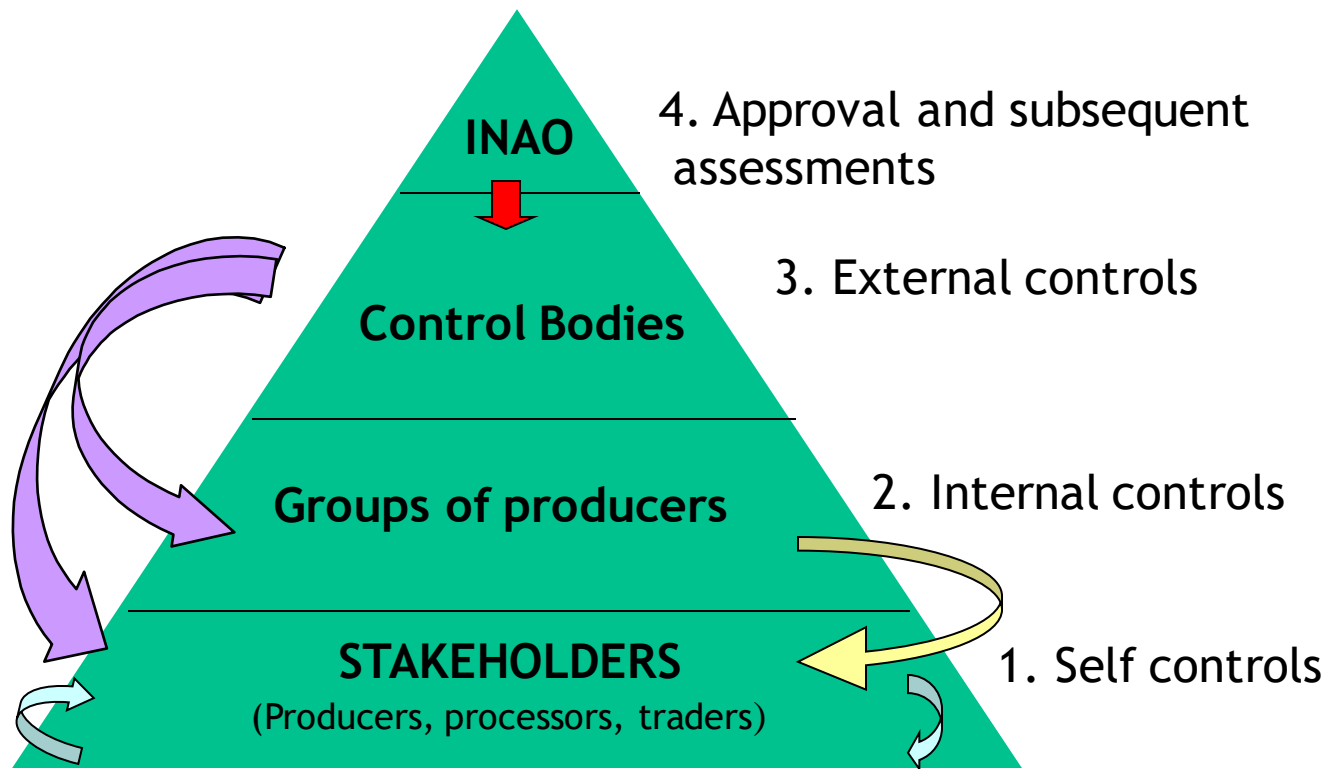 INAO
4. Approval and subsequent
assessments
3. External controls
Control Bodies
2. Internal controls
Groups of producers
STAKEHOLDERS
1. Self controls
(Producers, processors, traders)